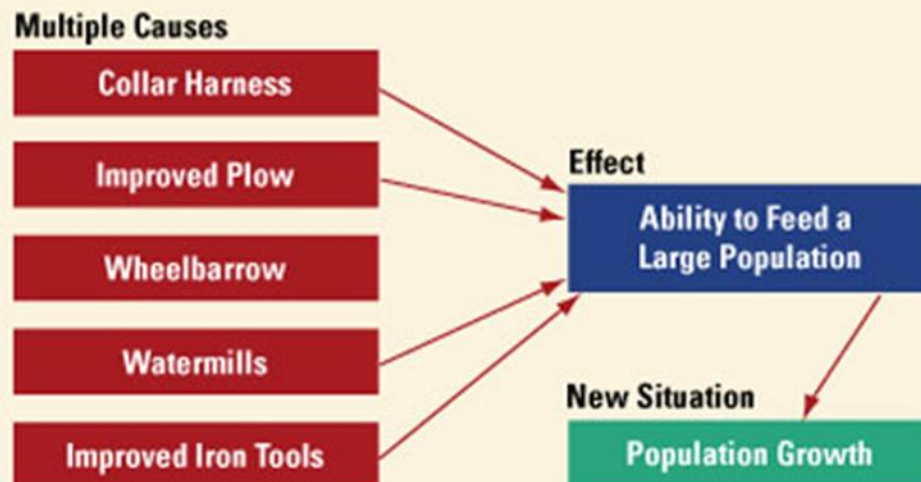 Multiple Causes
Collar Harness
Improved Plow
Wheelbarrow
Watermills
Improved Iron Tools
Effect
Ability to Feed a
Large Population
New Situation
Population Growth